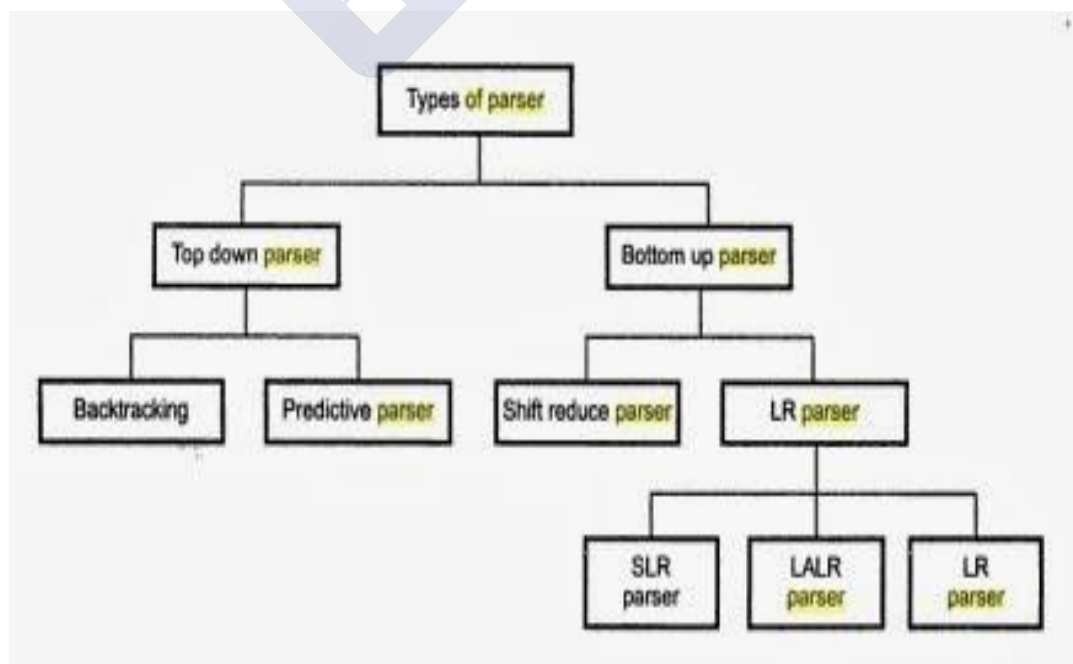 Types of parser
Top down parser
Bottom up parser
Backtracking
Predictive parser
Shift reduce parser
LR parser
SLR
parser
LALR
parser
LR
parser